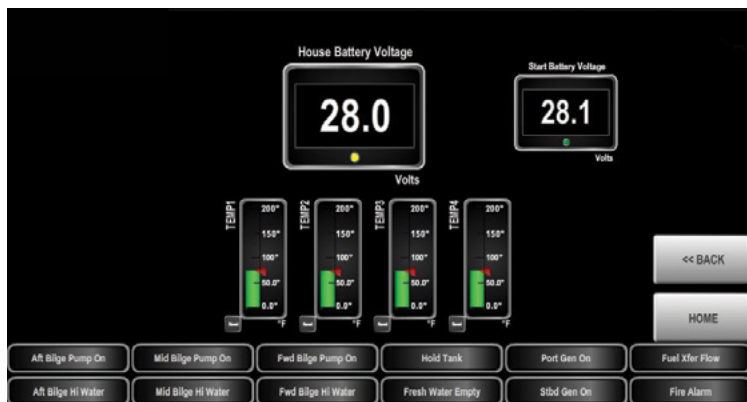 House Battery Voltage
28.0
Volts
Start Battery Voltage
28.1
Volts
TEMP1
200°
150°
100°
50.0°
0.0°
°F
TEMP2
200°
150°
100°
50.0°
0.0°
°F
TEMP3
200°
150°
100°
50.0°
0.0°
°F
TEMP4
200°
150°
100°
50.0°
0.0°
°F
<< BACK
HOME
Aft Bilge Pump On
Mid Bilge Pump On
Fwd Bilge Pump On
Hold Tank
Port Gen On
Fuel Xfer Flow
Aft Bilge Hi Water
Mid Bilge Hi Water
Fwd Bilge Hi Water
Fresh Water Empty
Stbd Gen On
Fire Alarm